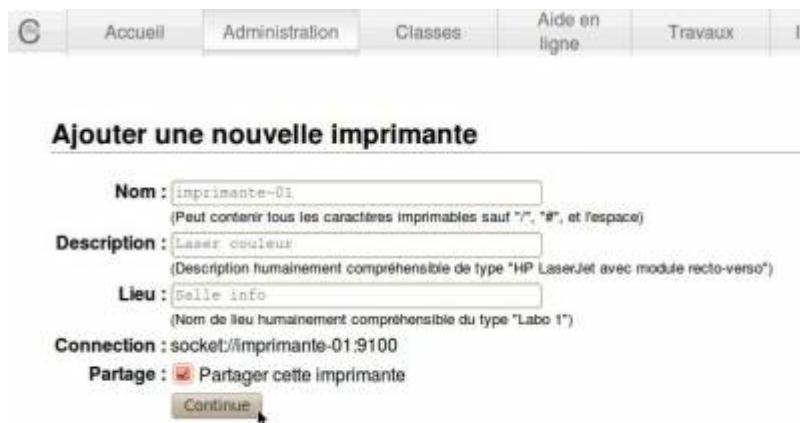 Accueil Administration Classes Aide en ligne Travaux
Ajouter une nouvelle imprimante
Nom : imprimante-01
(Peut contenir tous les caractères imprimables sauf "/", "#", et l'espace)
Description : Laser couleur
(Description humainement compréhensible de type "HP LaserJet avec module recto-verso")
Lieu : Salle info
(Nom de lieu humainement compréhensible du type "Labo 1")
Connection : socket://imprimante-01:9100
Partage : Partager cette imprimante
Continue